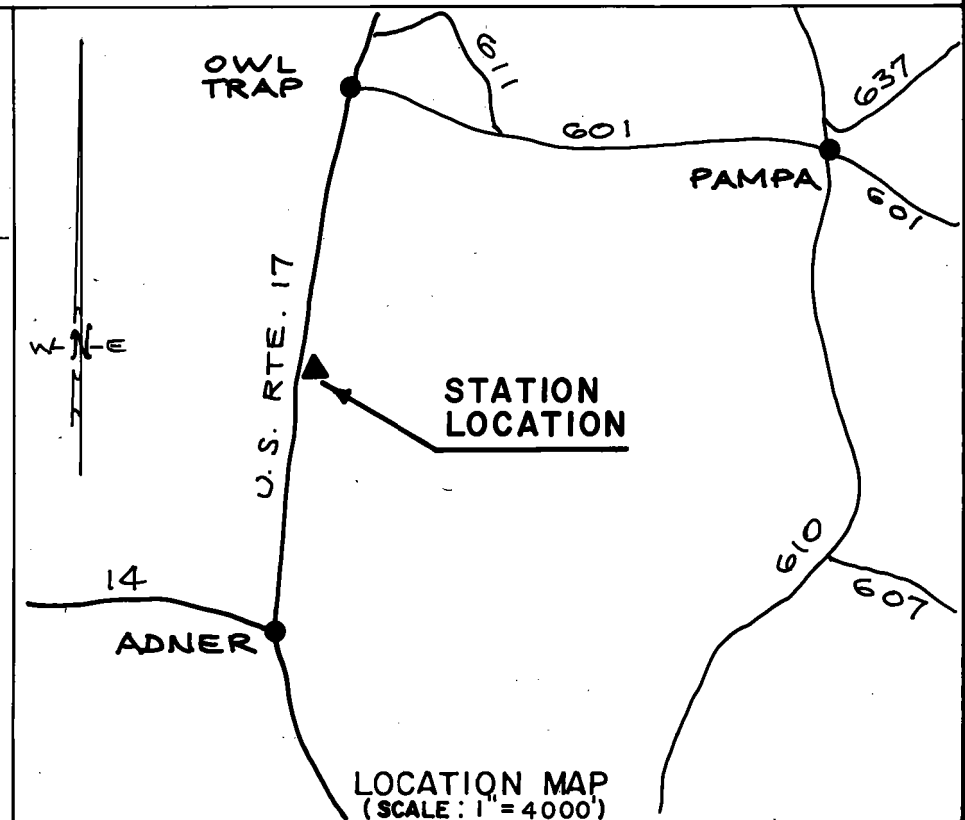 OWL
TRAP
611
637
601
PAMPA
601
U.S. RTE. 17
W N E
STATION
LOCATION
610
14
607
ADNER
LOCATION MAP
(SCALE: 1" = 4000')